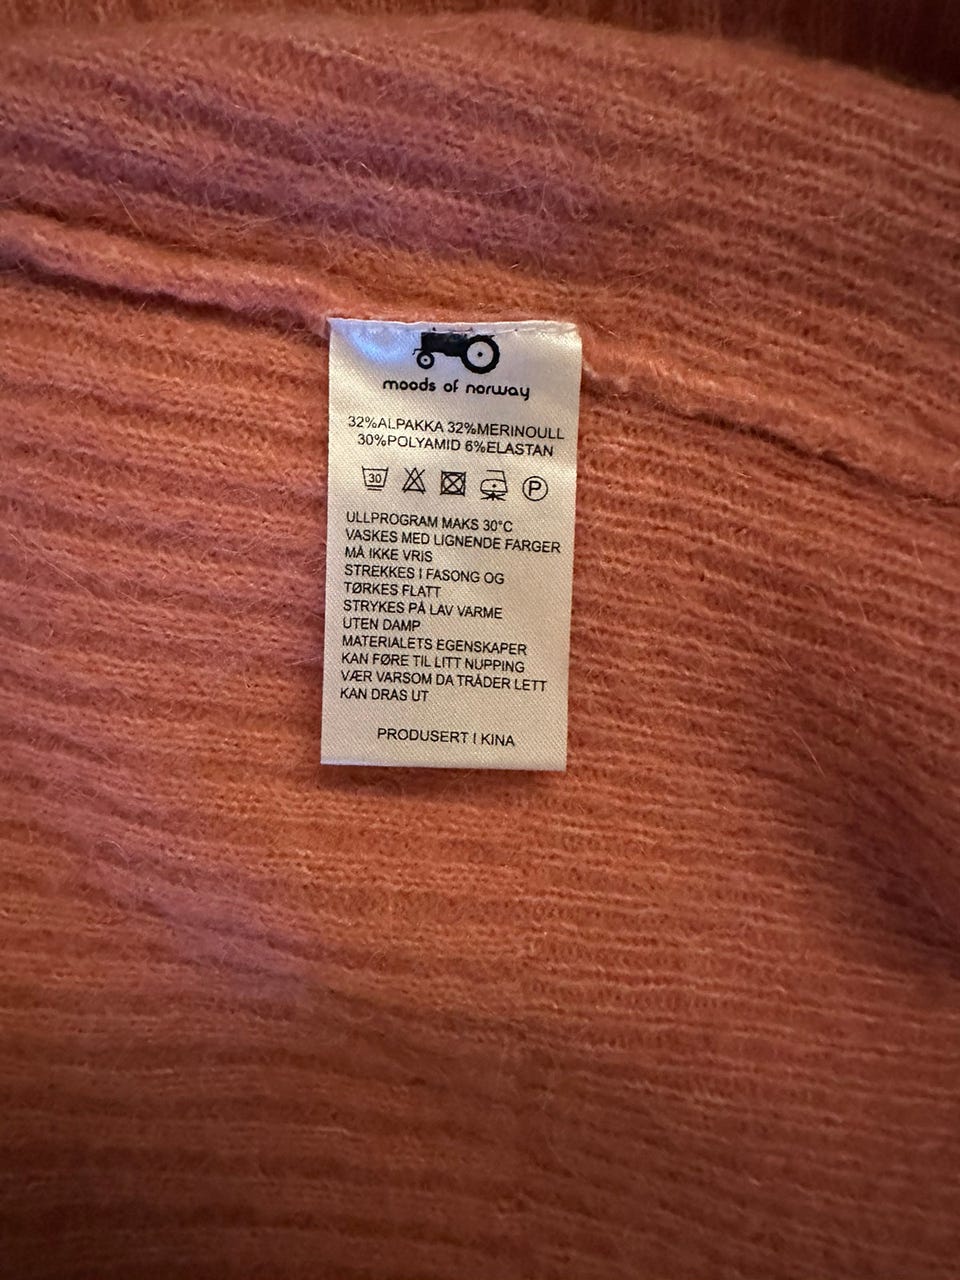 moods of norway
32%ALPAKKA 32%MERINOULL
30%POLYAMID 6%ELASTAN
30 P
ULLPROGRAM MAKS 30°C
VASKES MED LIGNENDE FARGER
MÅ IKKE VRIS
STREKKES I FASONG OG
TØRKES FLATT
STRYKES PÅ LAV VARME
UTEN DAMP
MATERIALETS EGENSKAPER
KAN FØRE TIL LITT NUPPING
VÆR VARSOM DA TRÅDER LETT
KAN DRAS UT
PRODUSERT I KINA